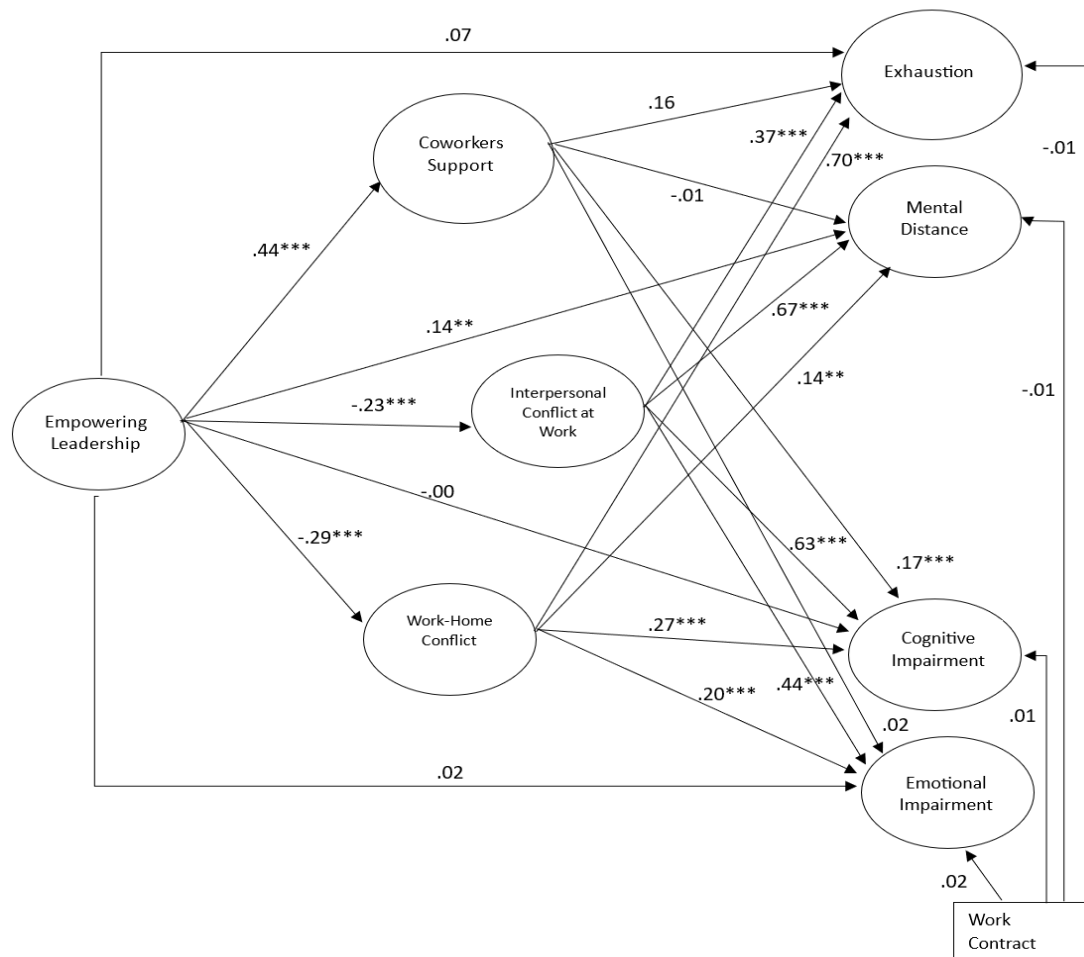 .07
Exhaustion
.16
Coworkers
Support
.37***
.70***
-.01
-.01
Mental
Distance
.44***
.14**
.67***
.14**
-.01
Empowering
Leadership
-.23***
Interpersonal
Conflict at
Work
-.00
-.29***
.63***
.17***
Work-Home
Conflict
.27***
Cognitive
Impairment
.20***
.44***
.02
.01
.02
Emotional
Impairment
.02
Work
Contract